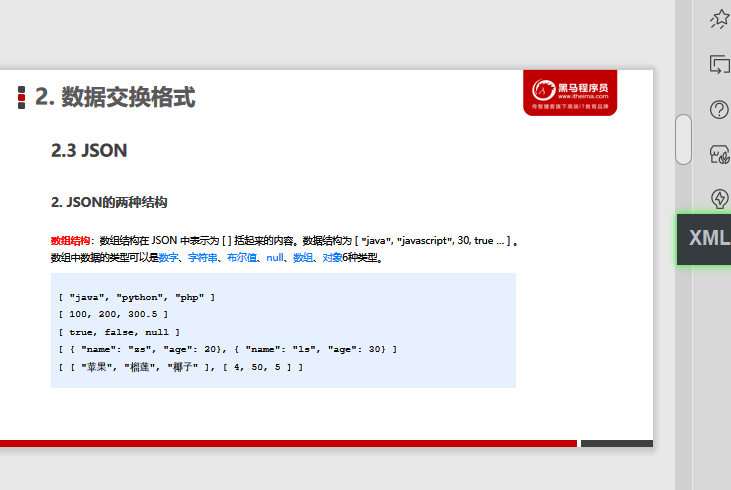 2. 数据交换格式
黑马程序员
www.itheima.com
传智播客旗下高端IT教育品牌
2.3 JSON
2. JSON的两种结构
数组结构：数组结构在 JSON 中表示为 [ ] 括起来的内容。数据结构为 [ "java", "javascript", 30, true ... ] 。
数组中数据的类型可以是数字、字符串、布尔值、null、数组、对象6种类型。
[ "java", "python", "php" ]
[ 100, 200, 300.5 ]
[ true, false, null ]
[ { "name": "zs", "age": 20}, { "name": "ls", "age": 30} ]
[ [ "苹果", "榴莲", "椰子" ], [ 4, 50, 5 ] ]
XML